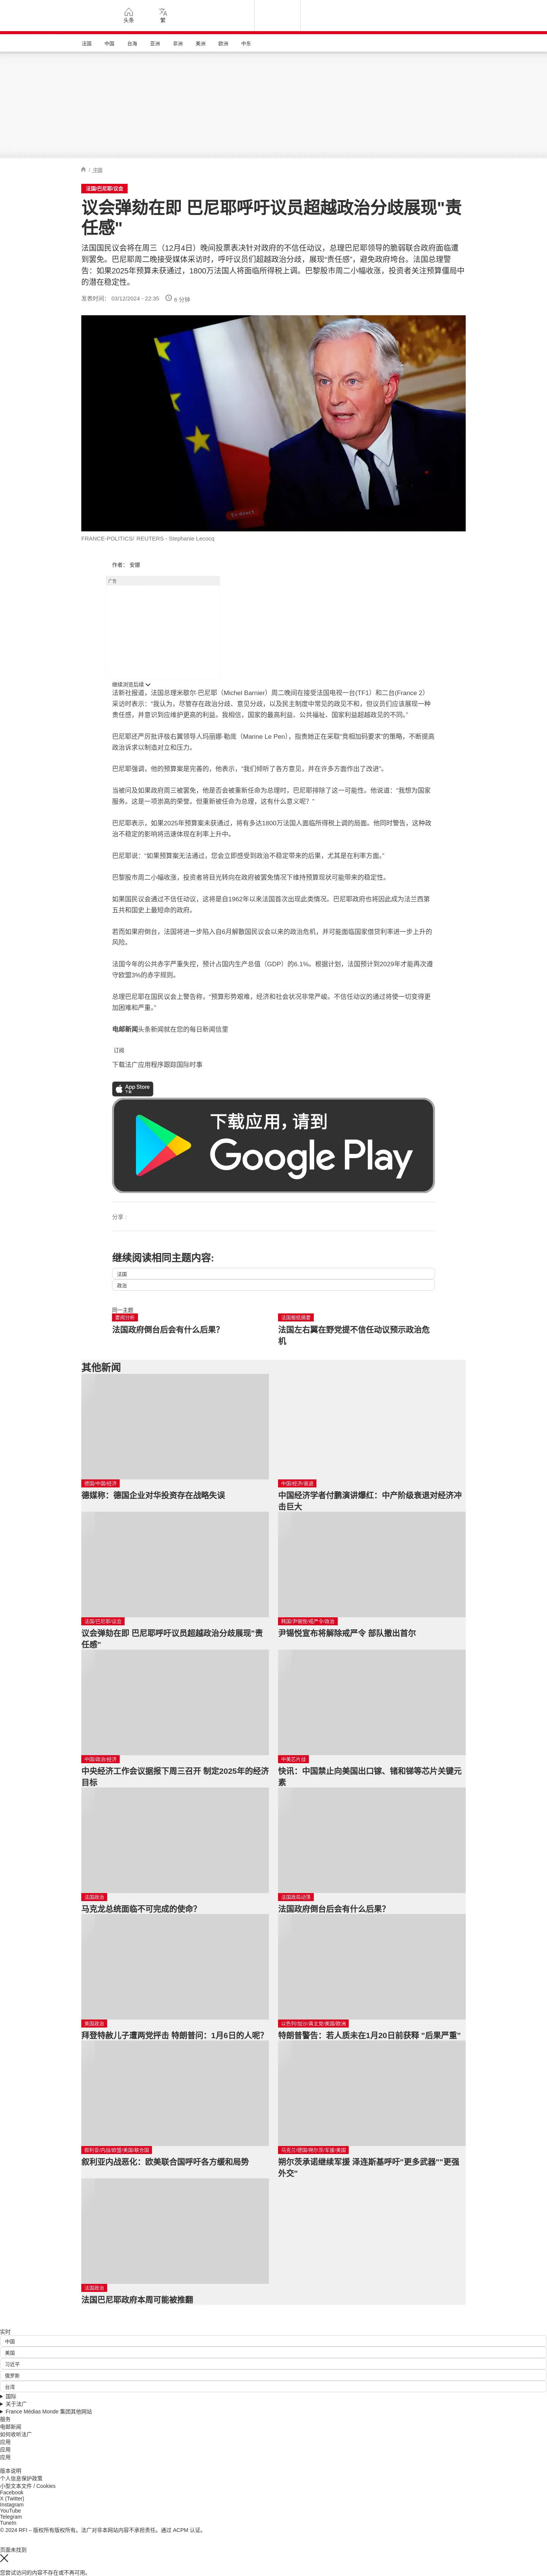 头条
繁
法国
中国
台海
亚洲
非洲
美洲
欧洲
中东
/ 法国
法国/巴尼耶/议会
议会弹劾在即 巴尼耶呼吁议员超越政治分歧展现"责
任感"
法国国民议会将在周三（12月4日）晚间投票表决针对政府的不信任动议，总理巴尼耶领导的脆弱联合政府面临遭
到罢免。巴尼耶周二晚接受媒体采访时，呼吁议员们超越政治分歧，展现“责任感”，避免政府垮台。法国总理警
告：如果2025年预算未获通过，1800万法国人将面临所得税上调。巴黎股市周二小幅收涨，投资者关注预算僵局中
的潜在稳定性。
发表时间： 03/12/2024 - 22:35
6 分钟
Tv direct
FRANCE-POLITICS/ REUTERS - Stephanie Lecocq
作者： 安娜
广告
继续浏览后续
法新社报道，法国总理米歇尔·巴尼耶（Michel Barnier）周二晚间在接受法国电视一台(TF1）和二台(France 2）
采访时表示：“我认为，尽管存在政治分歧、意见分歧，以及民主制度中常见的政见不和，但议员们应该展现一种
责任感，并意识到应维护更高的利益。我相信，国家的最高利益、公共福祉、国家利益超越政见的不同。”
巴尼耶还严厉批评极右翼领导人玛丽娜·勒庞（Marine Le Pen），指责她正在采取“竞相加码要求”的策略，不断提高
政治诉求以制造对立和压力。
巴尼耶强调，他的预算案是完善的，他表示，“我们倾听了各方意见，并在许多方面作出了改进”。
当被问及如果政府周三被罢免，他是否会被重新任命为总理时，巴尼耶排除了这一可能性。他说道：“我想为国家
服务。这是一项崇高的荣誉。但重新被任命为总理，这有什么意义呢？ ”
巴尼耶表示，如果2025年预算案未获通过，将有多达1800万法国人面临所得税上调的局面。他同时警告，这种政
治不稳定的影响将迅速体现在利率上升中。
巴尼耶说：“如果预算案无法通过，您会立即感受到政治不稳定带来的后果，尤其是在利率方面。”
巴黎股市周二小幅收涨，投资者将目光转向在政府被罢免情况下维持预算现状可能带来的稳定性。
如果国民议会通过不信任动议，这将是自1962年以来法国首次出现此类情况。巴尼耶政府也将因此成为法兰西第
五共和国史上最短命的政府。
若而如果府倒台，法国将进一步陷入自6月解散国民议会以来的政治危机，并可能面临国家借贷利率进一步上升的
风险。
法国今年的公共赤字严重失控，预计占国内生产总值（GDP）的6.1%。根据计划，法国预计到2029年才能再次遵
守欧盟3%的赤字规则。
总理巴尼耶在国民议会上警告称，“预算形势艰难，经济和社会状况非常严峻。不信任动议的通过将使一切变得更
加困难和严重。”
电邮新闻头条新闻就在您的每日新闻信里
订阅
下载法广应用程序跟踪国际时事
App Store
下载
下载应用，请到
Google Play
分享 :
继续阅读相同主题内容:
法国
政治
同一主题
要闻分析
法国政府倒台后会有什么后果?
法国报纸摘要
法国左右翼在野党提不信任动议预示政治危
机
其他新闻
德国/中国/经济
德媒称：德国企业对华投资存在战略失误
中国/经济/衰退
中国经济学者付鹏演讲爆红：中产阶级衰退对经济冲
击巨大
法国/巴尼耶/议会
议会弹劾在即 巴尼耶呼吁议员超越政治分歧展现"责
任感"
韩国/尹锡悦/戒严令/政治
尹锡悦宣布将解除戒严令 部队撤出首尔
中国/政治/经济
中央经济工作会议据报下周三召开 制定2025年的经济
目标
中美芯片战
快讯：中国禁止向美国出口镓、锗和锑等芯片关键元
素
法国政治
马克龙总统面临不可完成的使命？
法国政局动荡
法国政府倒台后会有什么后果?
美国政治
拜登特赦儿子遭两党抨击 特朗普问：1月6日的人呢？
以色列/加沙/真主党/美国/欧洲
特朗普警告：若人质未在1月20日前获释 “后果严重”
叙利亚/内战/欧盟/美国/联合国
叙利亚内战恶化：欧美联合国呼吁各方缓和局势
乌克兰/德国/朔尔茨/军援/美国
朔尔茨承诺继续军援 泽连斯基呼吁"更多武器""更强
外交"
法国政治
法国巴尼耶政府本周可能被推翻
实时
中国
美国
习近平
俄罗斯
台湾
国际
关于法广
France Médias Monde 集团其他网站
服务
电邮新闻
如何收听法广
应用
应用
应用
版本说明
个人信息保护政策
小型文本文件 / Cookies
Facebook
X (Twitter)
Instagram
YouTube
Telegram
TuneIn
© 2024 RFI – 版权所有版权所有。法广对非本网站内容不承担责任。通过 ACPM 认证。
页面未找到
您尝试访问的内容不存在或不再可用。